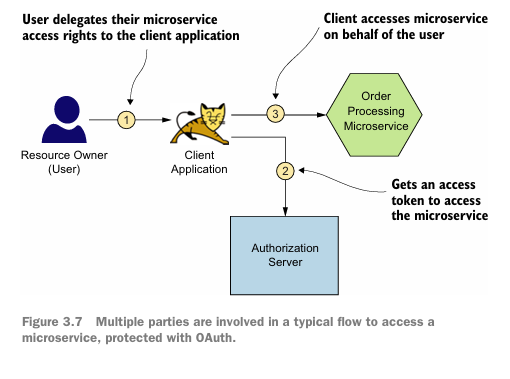 User delegates their microservice
access rights to the client application
Client accesses microservice
on behalf of the user
1
3
Order
Processing
Microservice
Resource Owner
(User)
Client
Application
2
Gets an access
token to access
the microservice
Authorization
Server
Figure 3.7 Multiple parties are involved in a typical flow to access a
microservice, protected with OAuth.